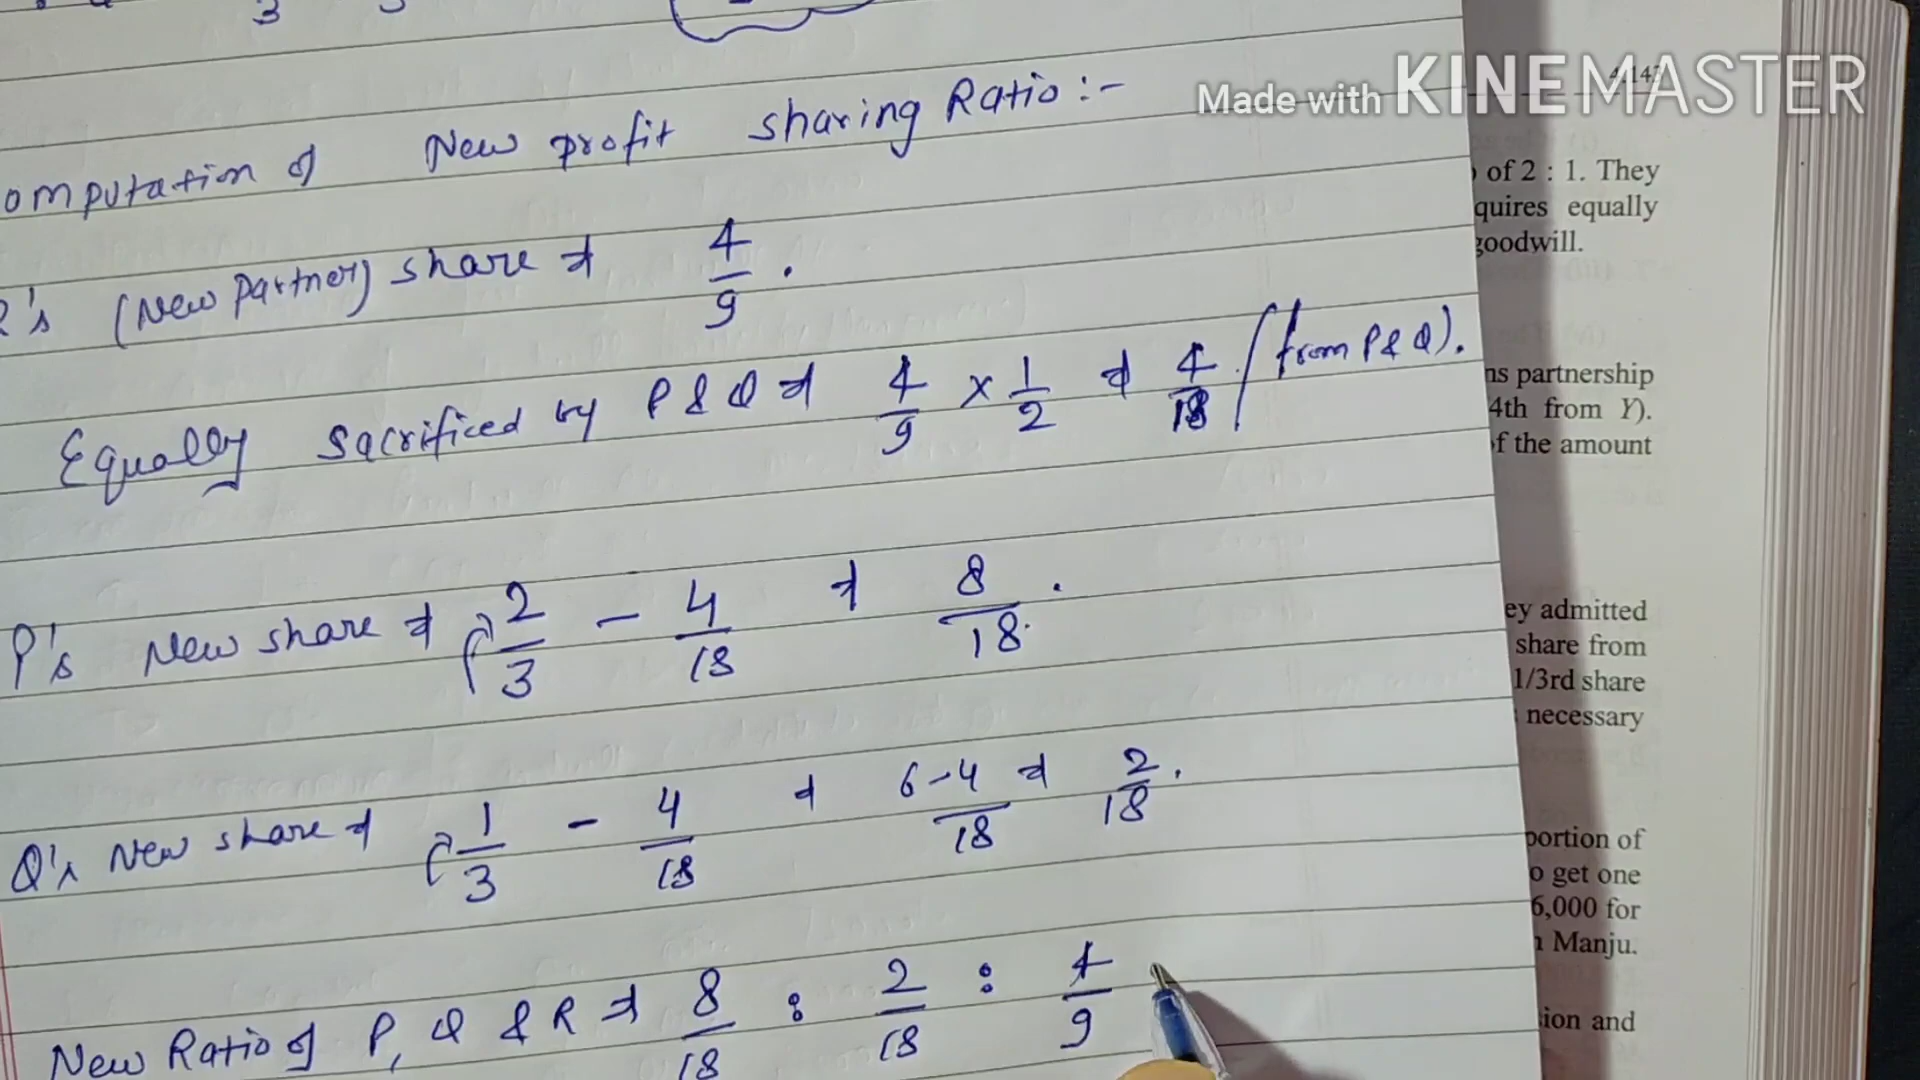 Made with KINEMASTER
omputation of New profit sharing Ratio:-
's (New Partner) share 4/9.
Equally sacrificed by P & Q 4/9 × 1/2 4/18 (from P & Q).
P's New share 2/3 - 4/18 8/18.
Q's New share 1/3 - 4/18 6-4/18 2/18.
New Ratio of P, Q & R 8/18 : 2/18 : 4/9
of 2 : 1. They
quires equally
goodwill.
ns partnership
4th from Y).
f the amount
ey admitted
share from
1/3rd share
necessary
portion of
o get one
6,000 for
Manju.
ion and